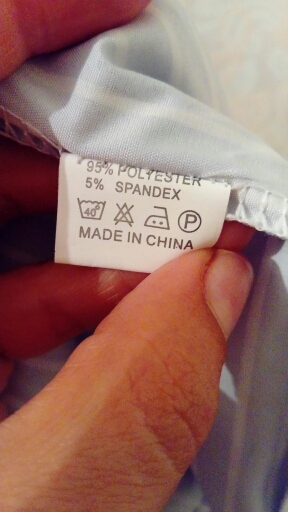 95% POLYESTER
5% SPANDEX
40° P
MADE IN CHINA